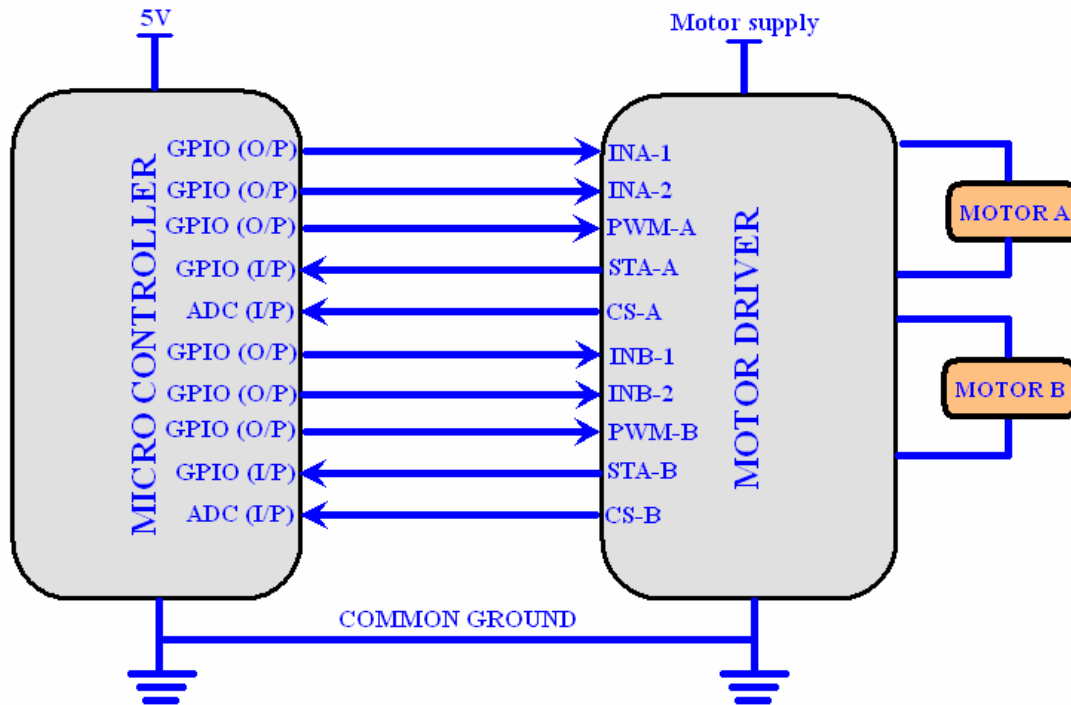 5V
Motor supply
MICRO CONTROLLER
GPIO (O/P)
GPIO (O/P)
GPIO (O/P)
GPIO (I/P)
ADC (I/P)
GPIO (O/P)
GPIO (O/P)
GPIO (O/P)
GPIO (I/P)
ADC (I/P)
INA-1
INA-2
PWM-A
STA-A
CS-A
INB-1
INB-2
PWM-B
STA-B
CS-B
MOTOR DRIVER
MOTOR A
MOTOR B
COMMON GROUND